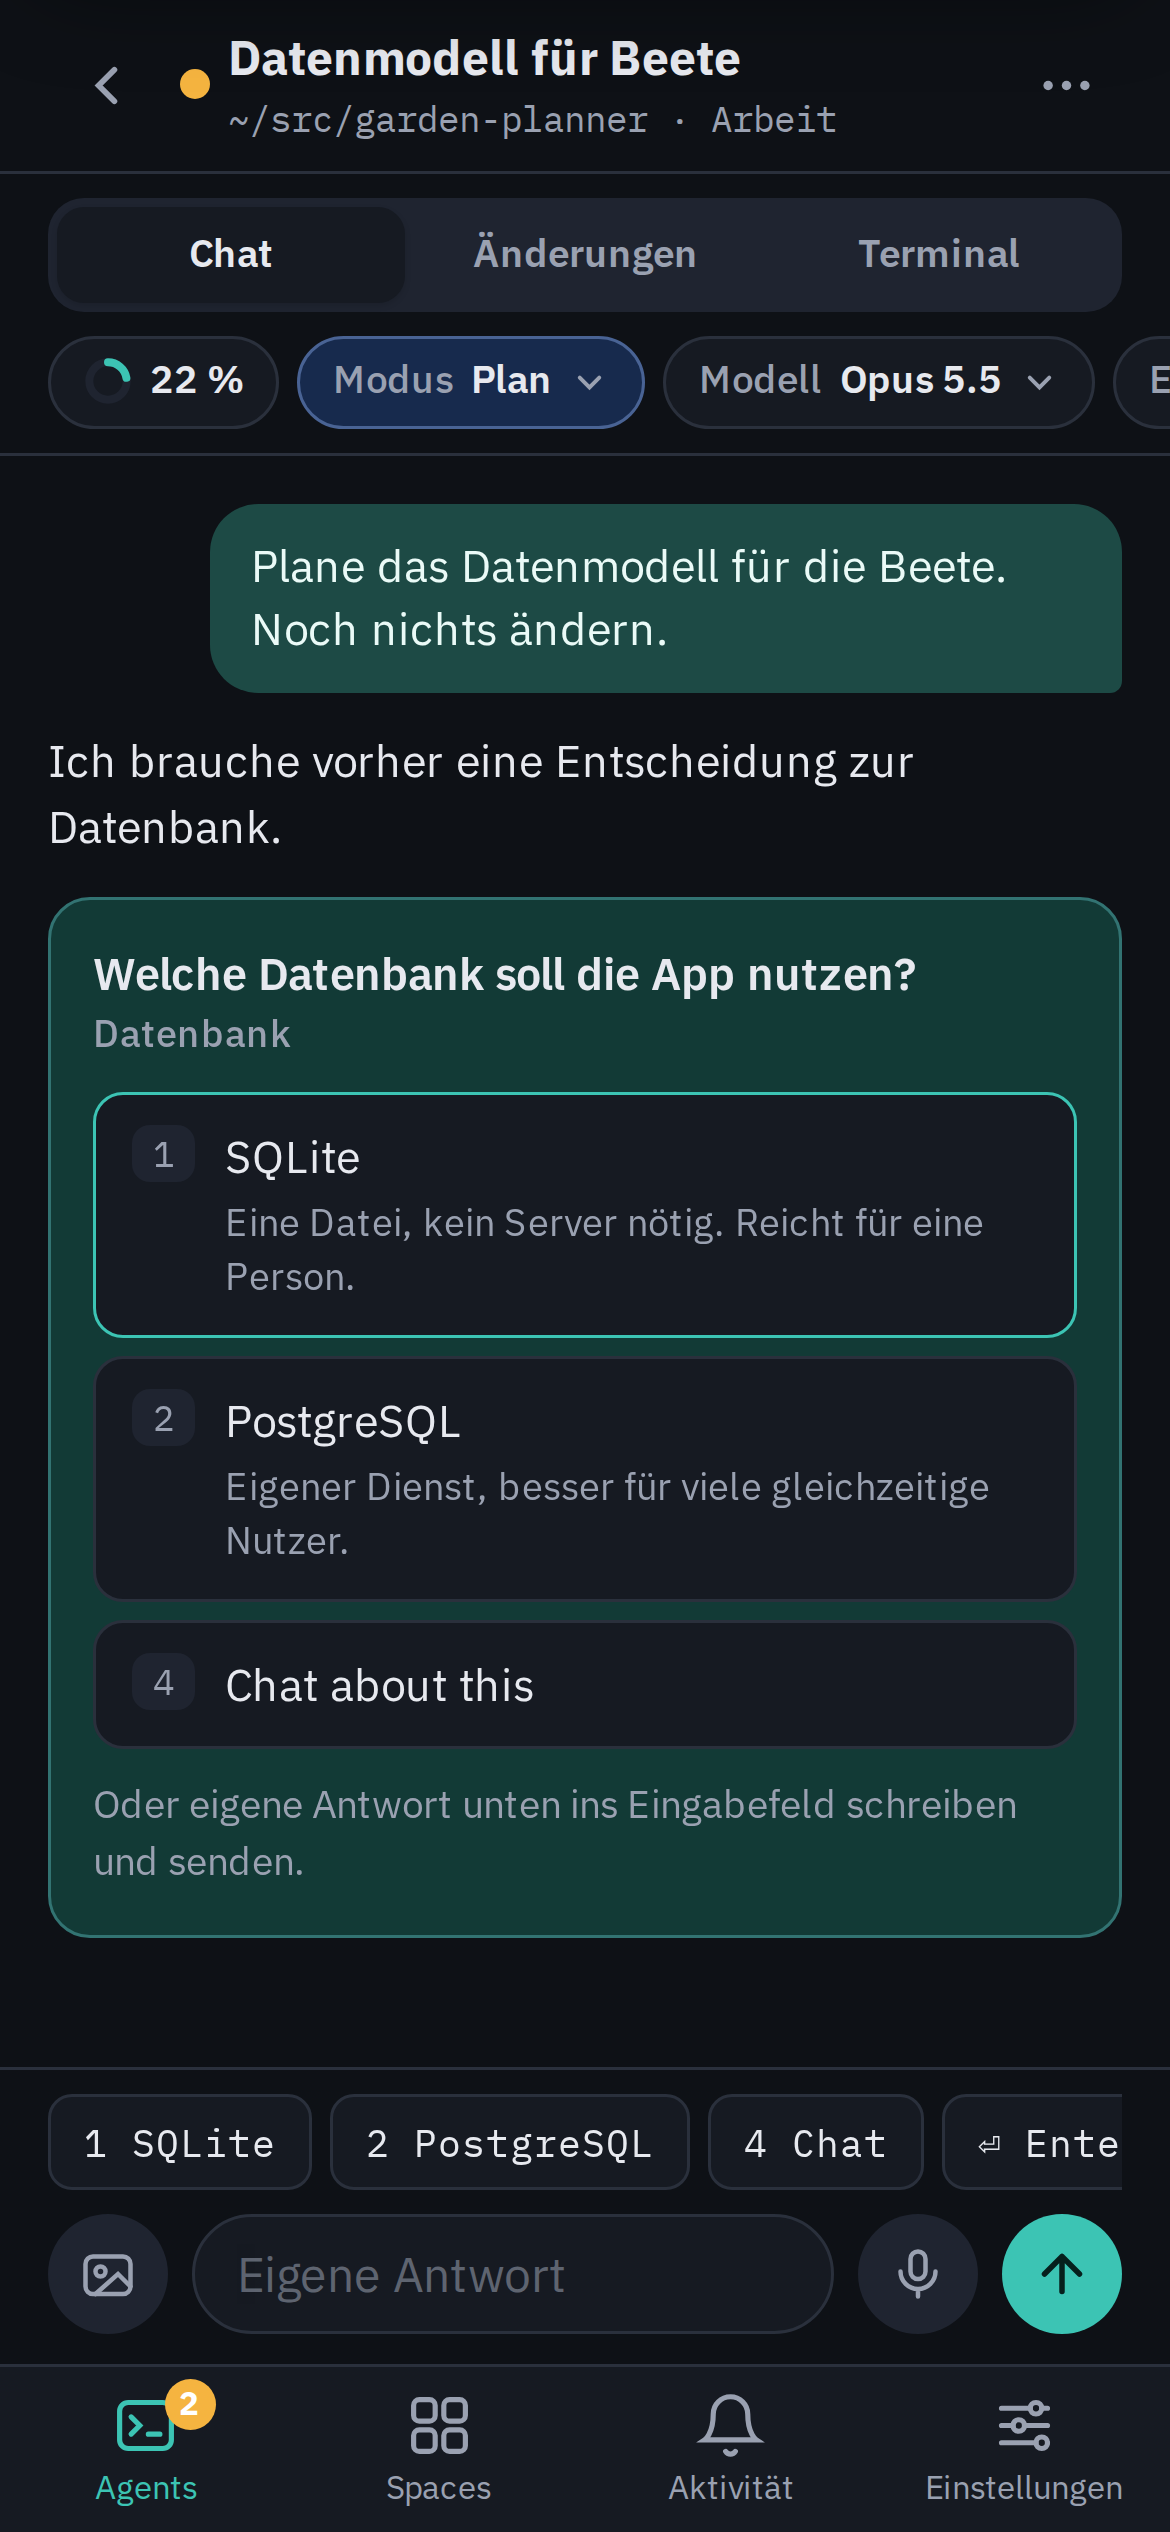 Datenmodell für Beete
~/src/garden-planner · Arbeit
Chat
Änderungen
Terminal
22 %
Modus Plan
Modell Opus 5.5
E
Plane das Datenmodell für die Beete.
Noch nichts ändern.
Ich brauche vorher eine Entscheidung zur
Datenbank.
Welche Datenbank soll die App nutzen?
Datenbank
1 SQLite
Eine Datei, kein Server nötig. Reicht für eine
Person.
2 PostgreSQL
Eigener Dienst, besser für viele gleichzeitige
Nutzer.
4 Chat about this
Oder eigene Antwort unten ins Eingabefeld schreiben
und senden.
1 SQLite
2 PostgreSQL
4 Chat
⏎ Ente
Eigene Antwort
2
Agents
Spaces
Aktivität
Einstellungen